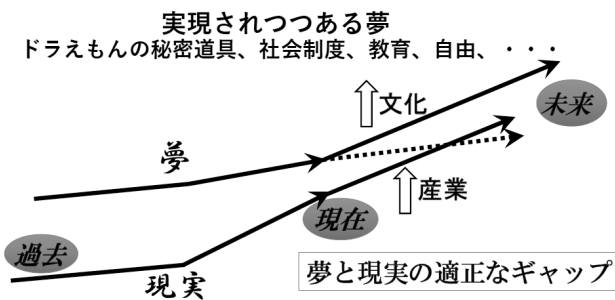 実現されつつある夢
ドラえもんの秘密道具、社会制度、教育、自由、・・・
文化
未来
夢
産業
現在
過去
現実
夢と現実の適正なギャップ